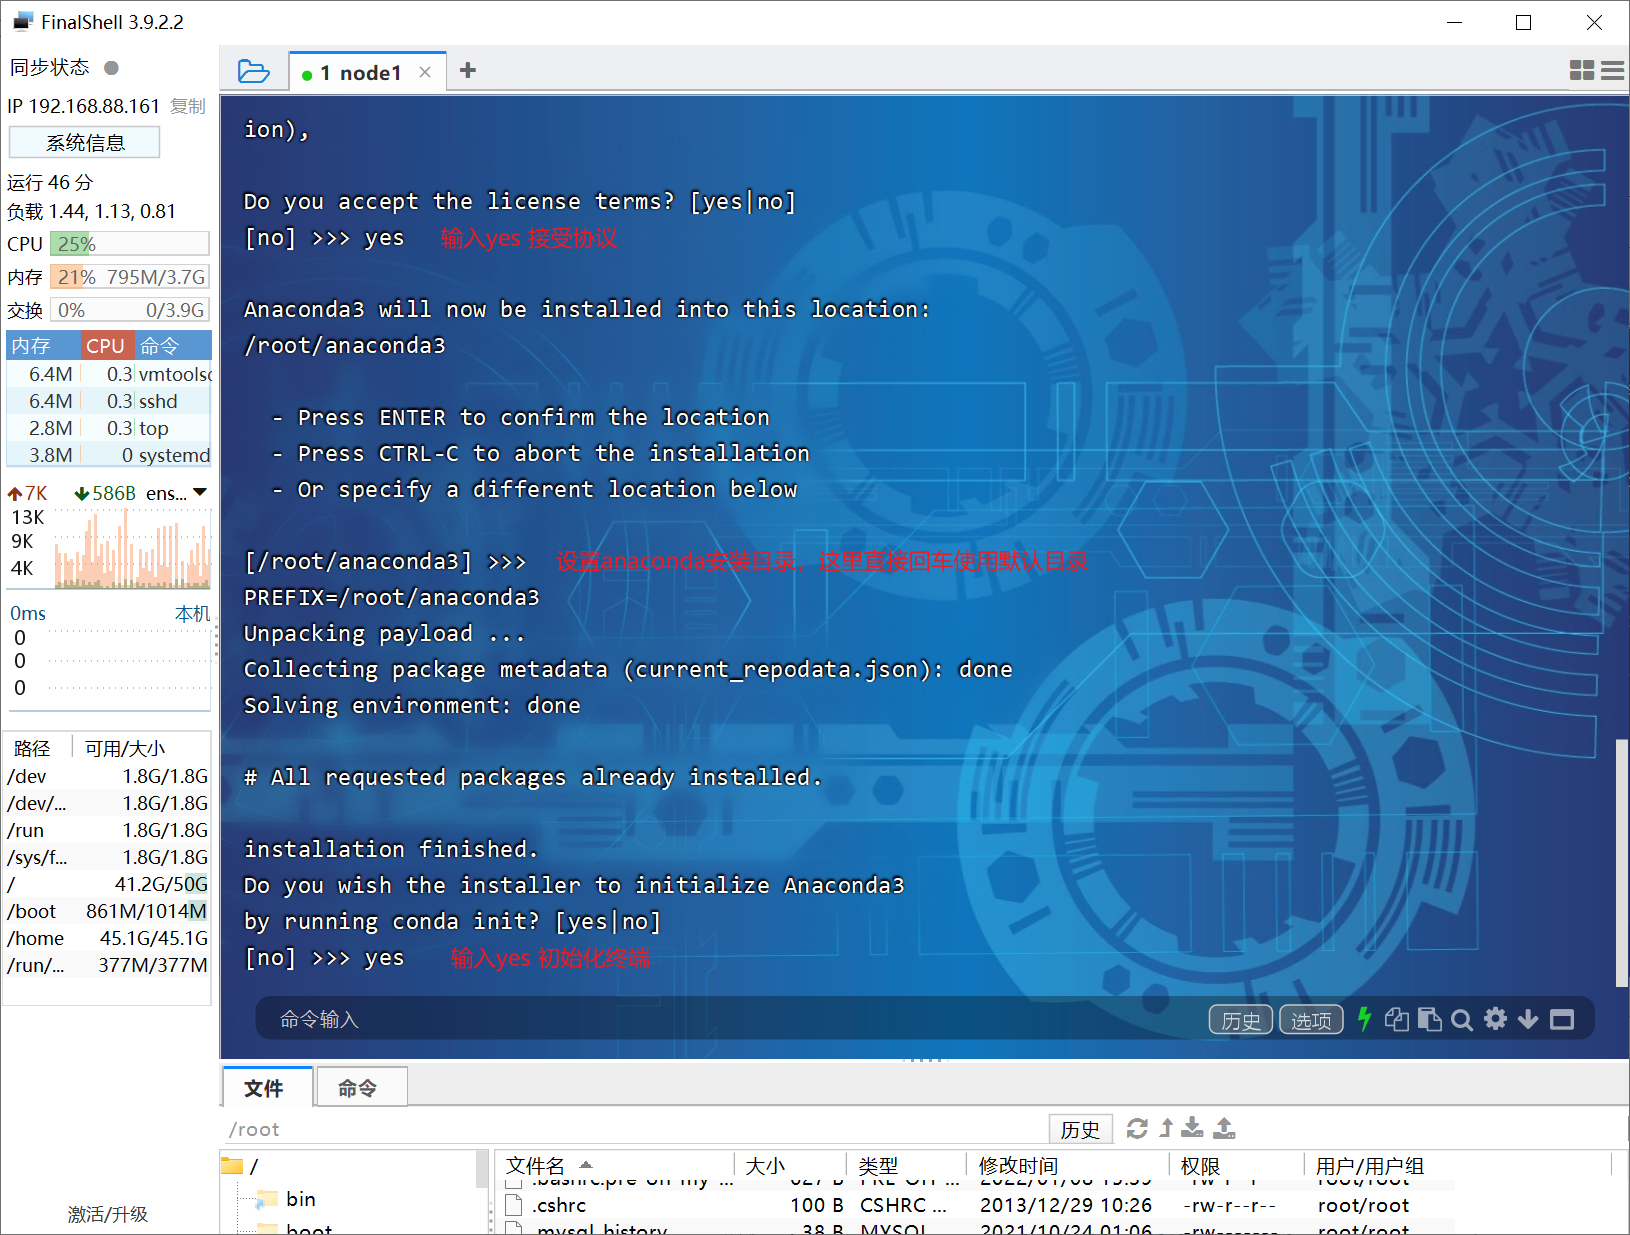 FinalShell 3.9.2.2
同步状态
IP 192.168.88.161 复制
系统信息
运行 46 分
负载 1.44, 1.13, 0.81
CPU 25%
内存 21% 795M/3.7G
交换 0% 0/3.9G
内存 CPU 命令
6.4M 0.3 vmtools
6.4M 0.3 sshd
2.8M 0.3 top
3.8M 0 systemd
7K 586B ens...
13K
9K
4K
0ms 本机
0
0
0
路径 可用/大小
/dev 1.8G/1.8G
/dev/... 1.8G/1.8G
/run 1.8G/1.8G
/sys/f... 1.8G/1.8G
/ 41.2G/50G
/boot 861M/1014M
/home 45.1G/45.1G
/run/... 377M/377M
激活/升级
1 node1
ion),
Do you accept the license terms? [yes|no]
[no] >>> yes 输入yes 接受协议
Anaconda3 will now be installed into this location:
/root/anaconda3
- Press ENTER to confirm the location
- Press CTRL-C to abort the installation
- Or specify a different location below
[/root/anaconda3] >>> 设置anaconda安装目录，这里直接回车使用默认目录
PREFIX=/root/anaconda3
Unpacking payload ...
Collecting package metadata (current_repodata.json): done
Solving environment: done
# All requested packages already installed.
installation finished.
Do you wish the installer to initialize Anaconda3
by running conda init? [yes|no]
[no] >>> yes 输入yes 初始化终端
命令输入 历史 选项
文件 命令
/root 历史
/
bin
boot
文件名 大小 类型 修改时间 权限 用户/用户组
.cshrc 100 B CSHRC ... 2013/12/29 10:26 -rw-r--r-- root/root
.mysql_history 38 B MYSQL... 2021/10/24 01:06 -rw------- root/root